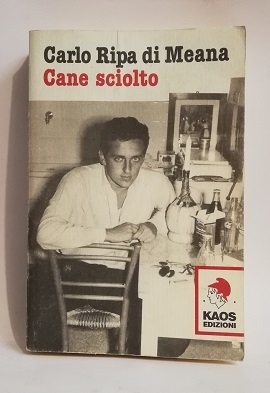 Carlo Ripa di Meana
Cane sciolto
KAOS
EDIZIONI